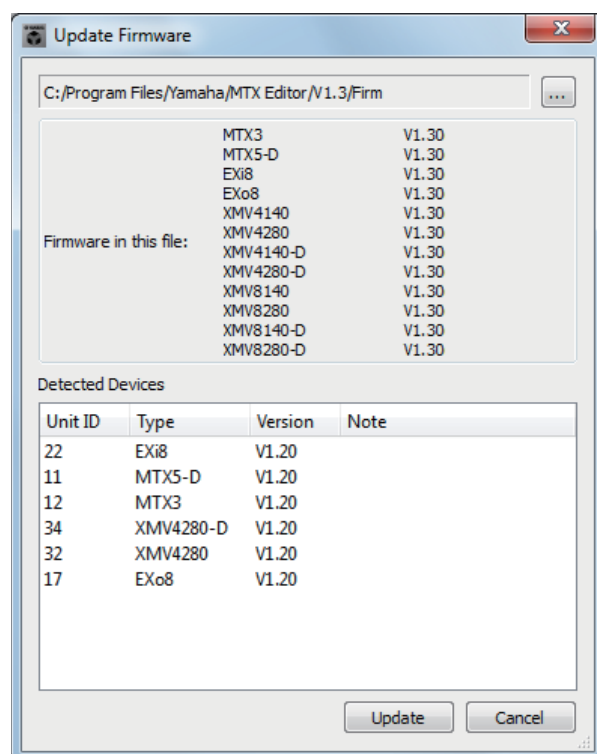 Update Firmware
C:/Program Files/Yamaha/MTX Editor/V1.3/Firm
...
MTX3 V1.30
MTX5-D V1.30
EXi8 V1.30
EXo8 V1.30
XMV4140 V1.30
XMV4280 V1.30
Firmware in this file:
XMV4140-D V1.30
XMV4280-D V1.30
XMV8140 V1.30
XMV8280 V1.30
XMV8140-D V1.30
XMV8280-D V1.30
Detected Devices
Unit ID Type Version Note
22 EXi8 V1.20
11 MTX5-D V1.20
12 MTX3 V1.20
34 XMV4280-D V1.20
32 XMV4280 V1.20
17 EXo8 V1.20
Update Cancel